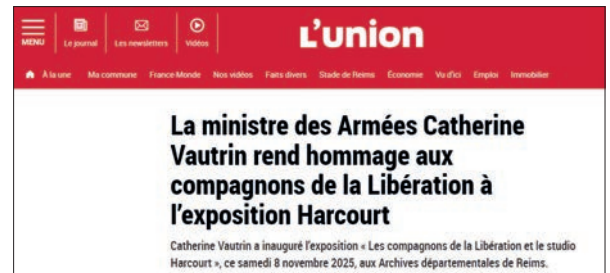 MENU
Le journal
Les newsletters
Vidéos
L’union
À la une Ma commune France-Monde Nos vidéos Faits divers Stade de Reims Économie Vu d'ici Emploi Immobilier
La ministre des Armées Catherine
Vautrin rend hommage aux
compagnons de la Libération à
l’exposition Harcourt
Catherine Vautrin a inauguré l’exposition « Les compagnons de la Libération et le studio
Harcourt », ce samedi 8 novembre 2025, aux Archives départementales de Reims.